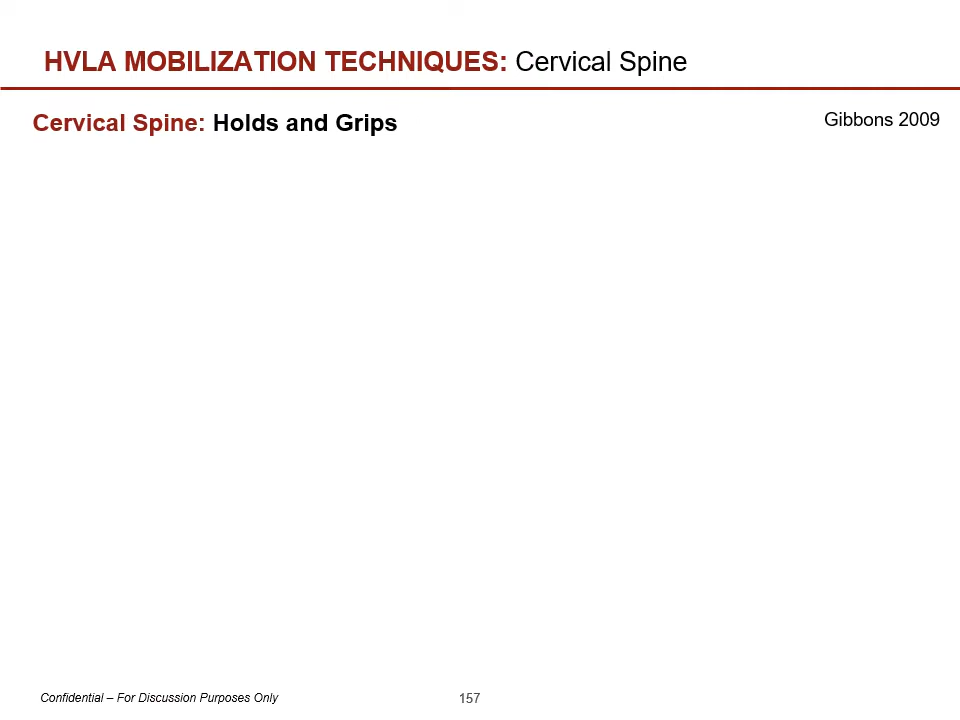 HVLA MOBILIZATION TECHNIQUES: Cervical Spine
Cervical Spine: Holds and Grips
Gibbons 2009
Confidential – For Discussion Purposes Only
157